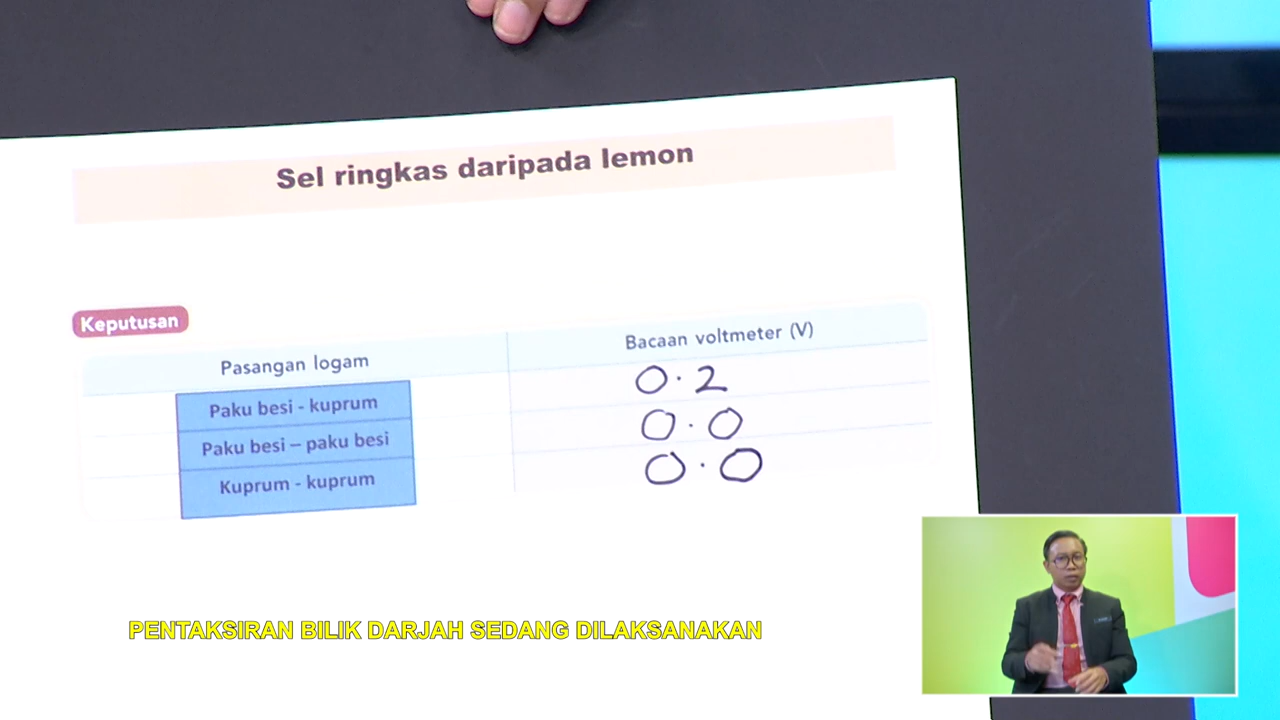 Sel ringkas daripada lemon
Keputusan
Pasangan logam
Bacaan voltmeter (V)
Paku besi - kuprum
0.2
Paku besi – paku besi
0.0
Kuprum - kuprum
0.0
PENTAKSIRAN BILIK DARJAH SEDANG DILAKSANAKAN